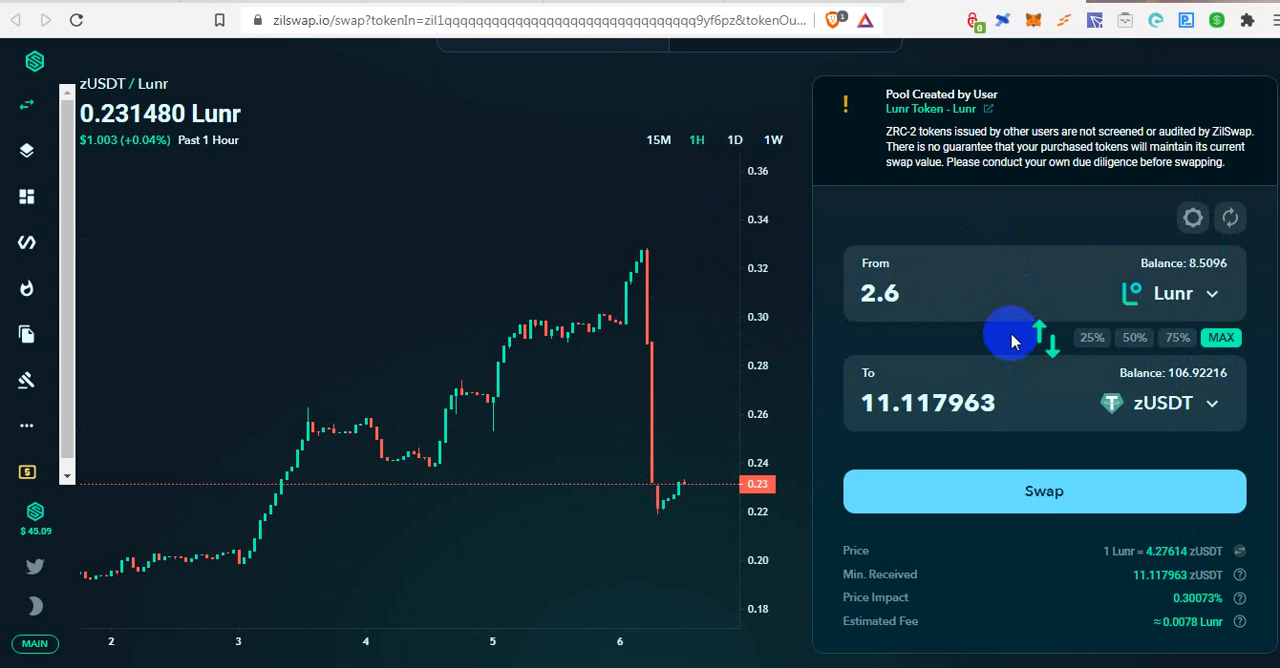 zilswap.io/swap?tokenIn=zil1qqqqqqqqqqqqqqqqqqqqqqqqqqqqqqqq9yf6pz&tokenOu...
1
0
zUSDT / Lunr
0.231480 Lunr
$1.003 (+0.04%) Past 1 Hour
15M 1H 1D 1W
0.36
0.34
0.32
0.30
0.28
0.26
0.24
0.23
0.22
0.20
0.18
2 3 4 5 6
$ 45.09
MAIN
Pool Created by User
Lunr Token - Lunr
ZRC-2 tokens issued by other users are not screened or audited by ZilSwap.
There is no guarantee that your purchased tokens will maintain its current
swap value. Please conduct your own due diligence before swapping.
From Balance: 8.5096
2.6 Lunr
25% 50% 75% MAX
To Balance: 106.92216
11.117963 zUSDT
Swap
Price 1 Lunr = 4.27614 zUSDT
Min. Received 11.117963 zUSDT
Price Impact 0.30073%
Estimated Fee ≈ 0.0078 Lunr